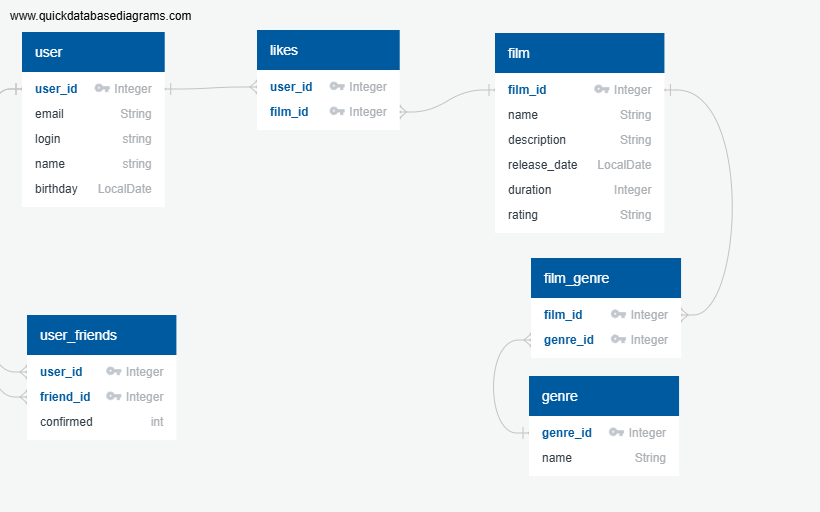 www.quickdatabasediagrams.com
user
user_id Integer
email String
login string
name string
birthday LocalDate
likes
user_id Integer
film_id Integer
film
film_id Integer
name String
description String
release_date LocalDate
duration Integer
rating String
film_genre
film_id Integer
genre_id Integer
user_friends
user_id Integer
friend_id Integer
confirmed int
genre
genre_id Integer
name String